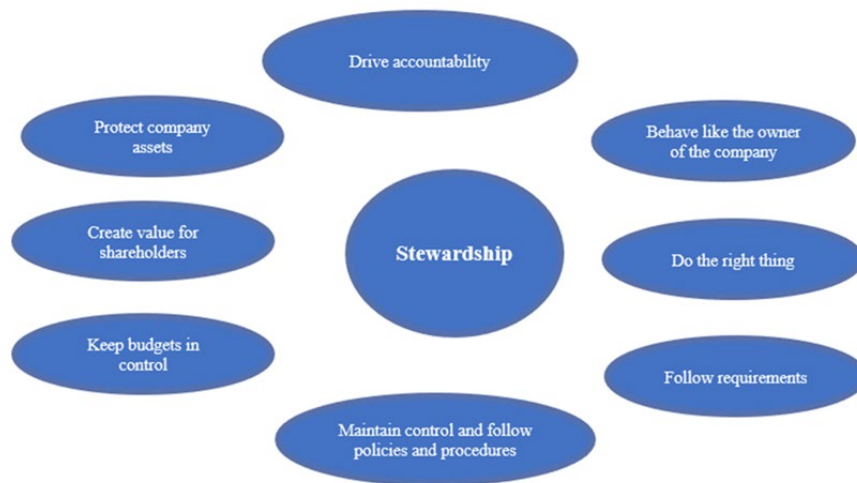 Drive accountability
Protect company
assets
Behave like the owner
of the company
Create value for
shareholders
Stewardship
Do the right thing
Keep budgets in
control
Follow requirements
Maintain control and follow
policies and procedures